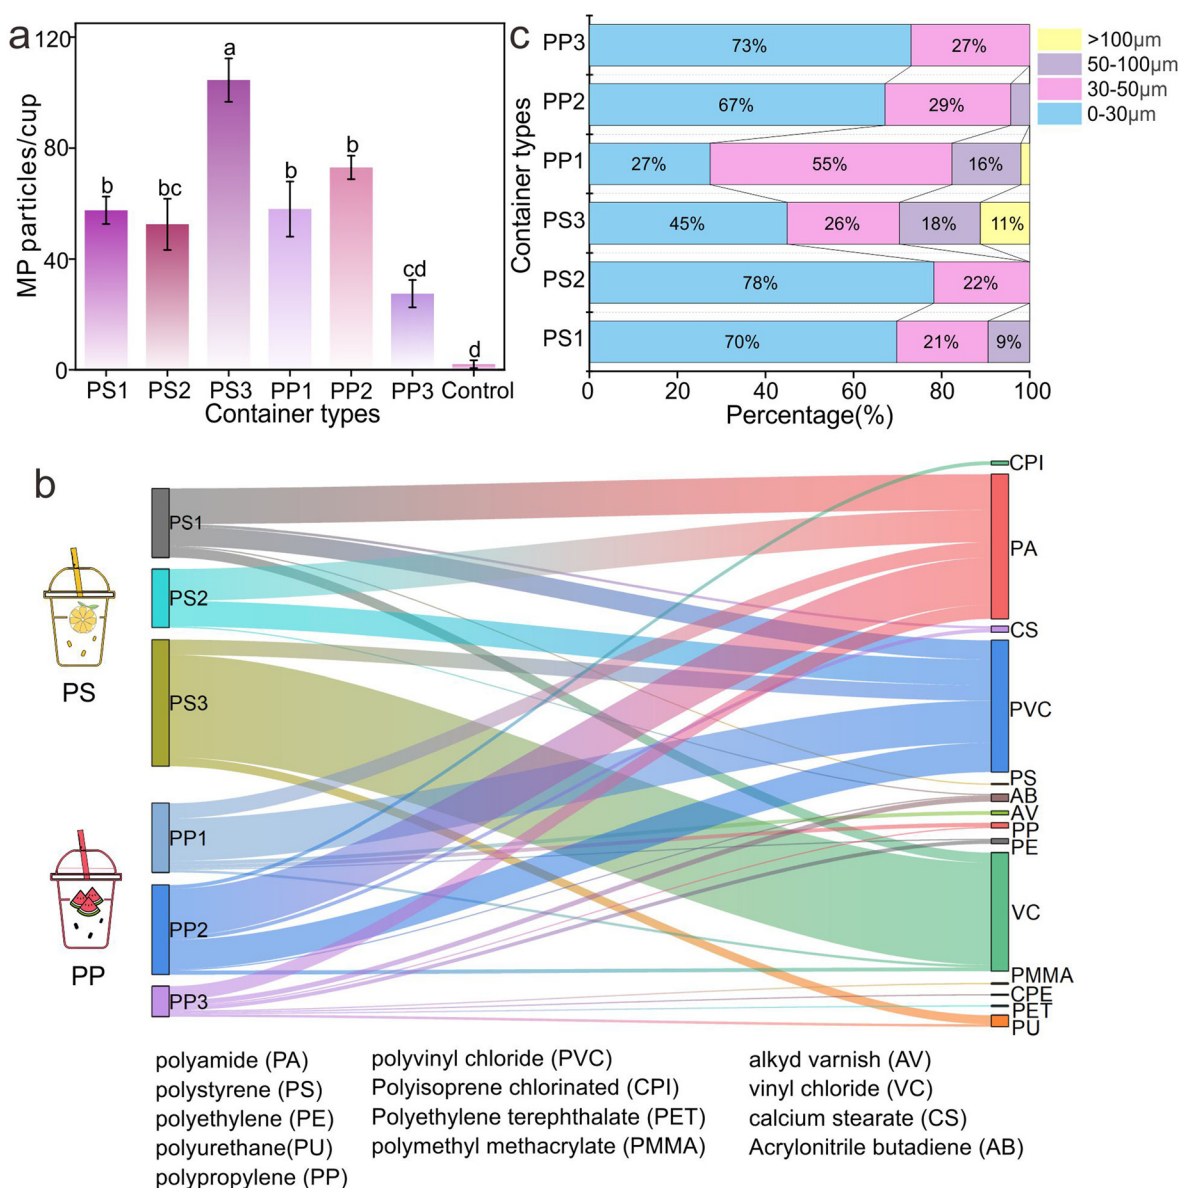 a
120
80
40
0
MP particles/cup
b
bc
a
b
b
cd
d
PS1 PS2 PS3 PP1 PP2 PP3 Control
Container types
c
Container types
PP3 73% 27%
PP2 67% 29%
PP1 27% 55% 16%
PS3 45% 26% 18% 11%
PS2 78% 22%
PS1 70% 21% 9%
0 20 40 60 80 100
Percentage(%)
>100μm
50-100μm
30-50μm
0-30μm
b
PS
PP
PS1
PS2
PS3
PP1
PP2
PP3
CPI
PA
CS
PVC
PS
AB
AV
PP
PE
VC
PMMA
CPE
PET
PU
polyamide (PA)
polystyrene (PS)
polyethylene (PE)
polyurethane(PU)
polypropylene (PP)
polyvinyl chloride (PVC)
Polyisoprene chlorinated (CPI)
Polyethylene terephthalate (PET)
polymethyl methacrylate (PMMA)
alkyd varnish (AV)
vinyl chloride (VC)
calcium stearate (CS)
Acrylonitrile butadiene (AB)